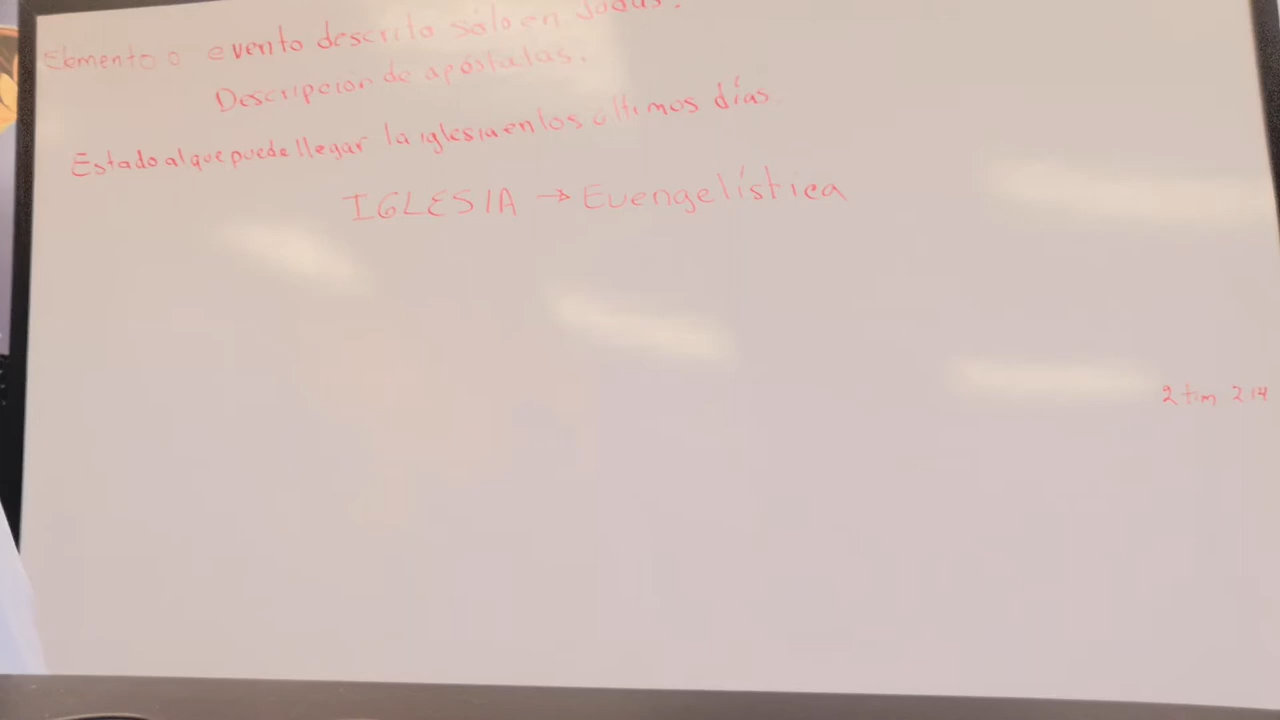 Elemento o evento descrito sólo en Judas.
Descripción de apóstatas.
Estado al que puede llegar la iglesia en los últimos días.
IGLESIA → Euengelística
2 tim 2:14